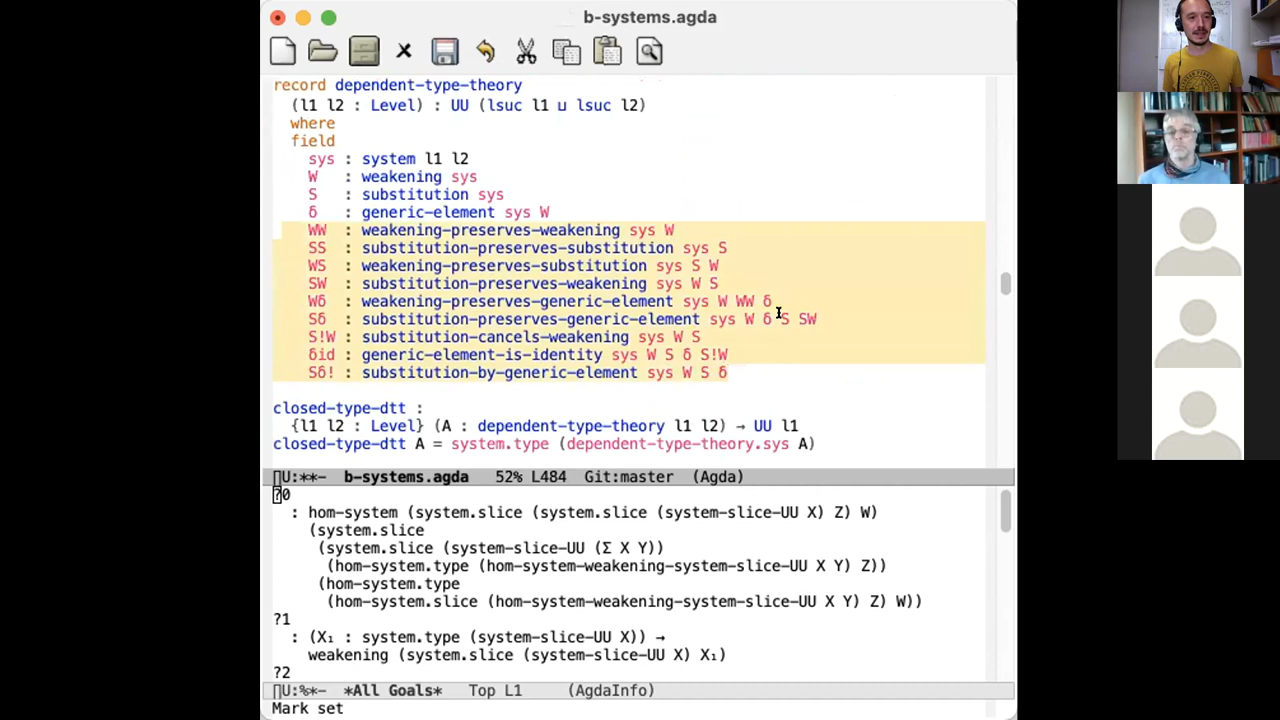 b-systems.agda
record dependent-type-theory
(l1 l2 : Level) : UU (lsuc l1 ⊔ lsuc l2)
where
field
sys : system l1 l2
W : weakening sys
S : substitution sys
δ : generic-element sys W
WW : weakening-preserves-weakening sys W
SS : substitution-preserves-substitution sys S
WS : weakening-preserves-substitution sys S W
SW : substitution-preserves-weakening sys W S
Wδ : weakening-preserves-generic-element sys W WW δ
Sδ : substitution-preserves-generic-element sys W δ S SW
S!W : substitution-cancels-weakening sys W S
δid : generic-element-is-identity sys W S δ S!W
Sδ! : substitution-by-generic-element sys W S δ
closed-type-dtt :
{l1 l2 : Level} (A : dependent-type-theory l1 l2) → UU l1
closed-type-dtt A = system.type (dependent-type-theory.sys A)
U:**- b-systems.agda 52% L484 Git:master (Agda)
?0
: hom-system (system.slice (system.slice (system-slice-UU X) Z) W)
(system.slice
(system.slice (system-slice-UU (Σ X Y))
(hom-system.type (hom-system-weakening-system-slice-UU X Y) Z))
(hom-system.type
(hom-system.slice (hom-system-weakening-system-slice-UU X Y) Z) W))
?1
: (X₁ : system.type (system-slice-UU X)) →
weakening (system.slice (system-slice-UU X) X₁)
?2
U:%*- *All Goals* Top L1 (AgdaInfo)
Mark set